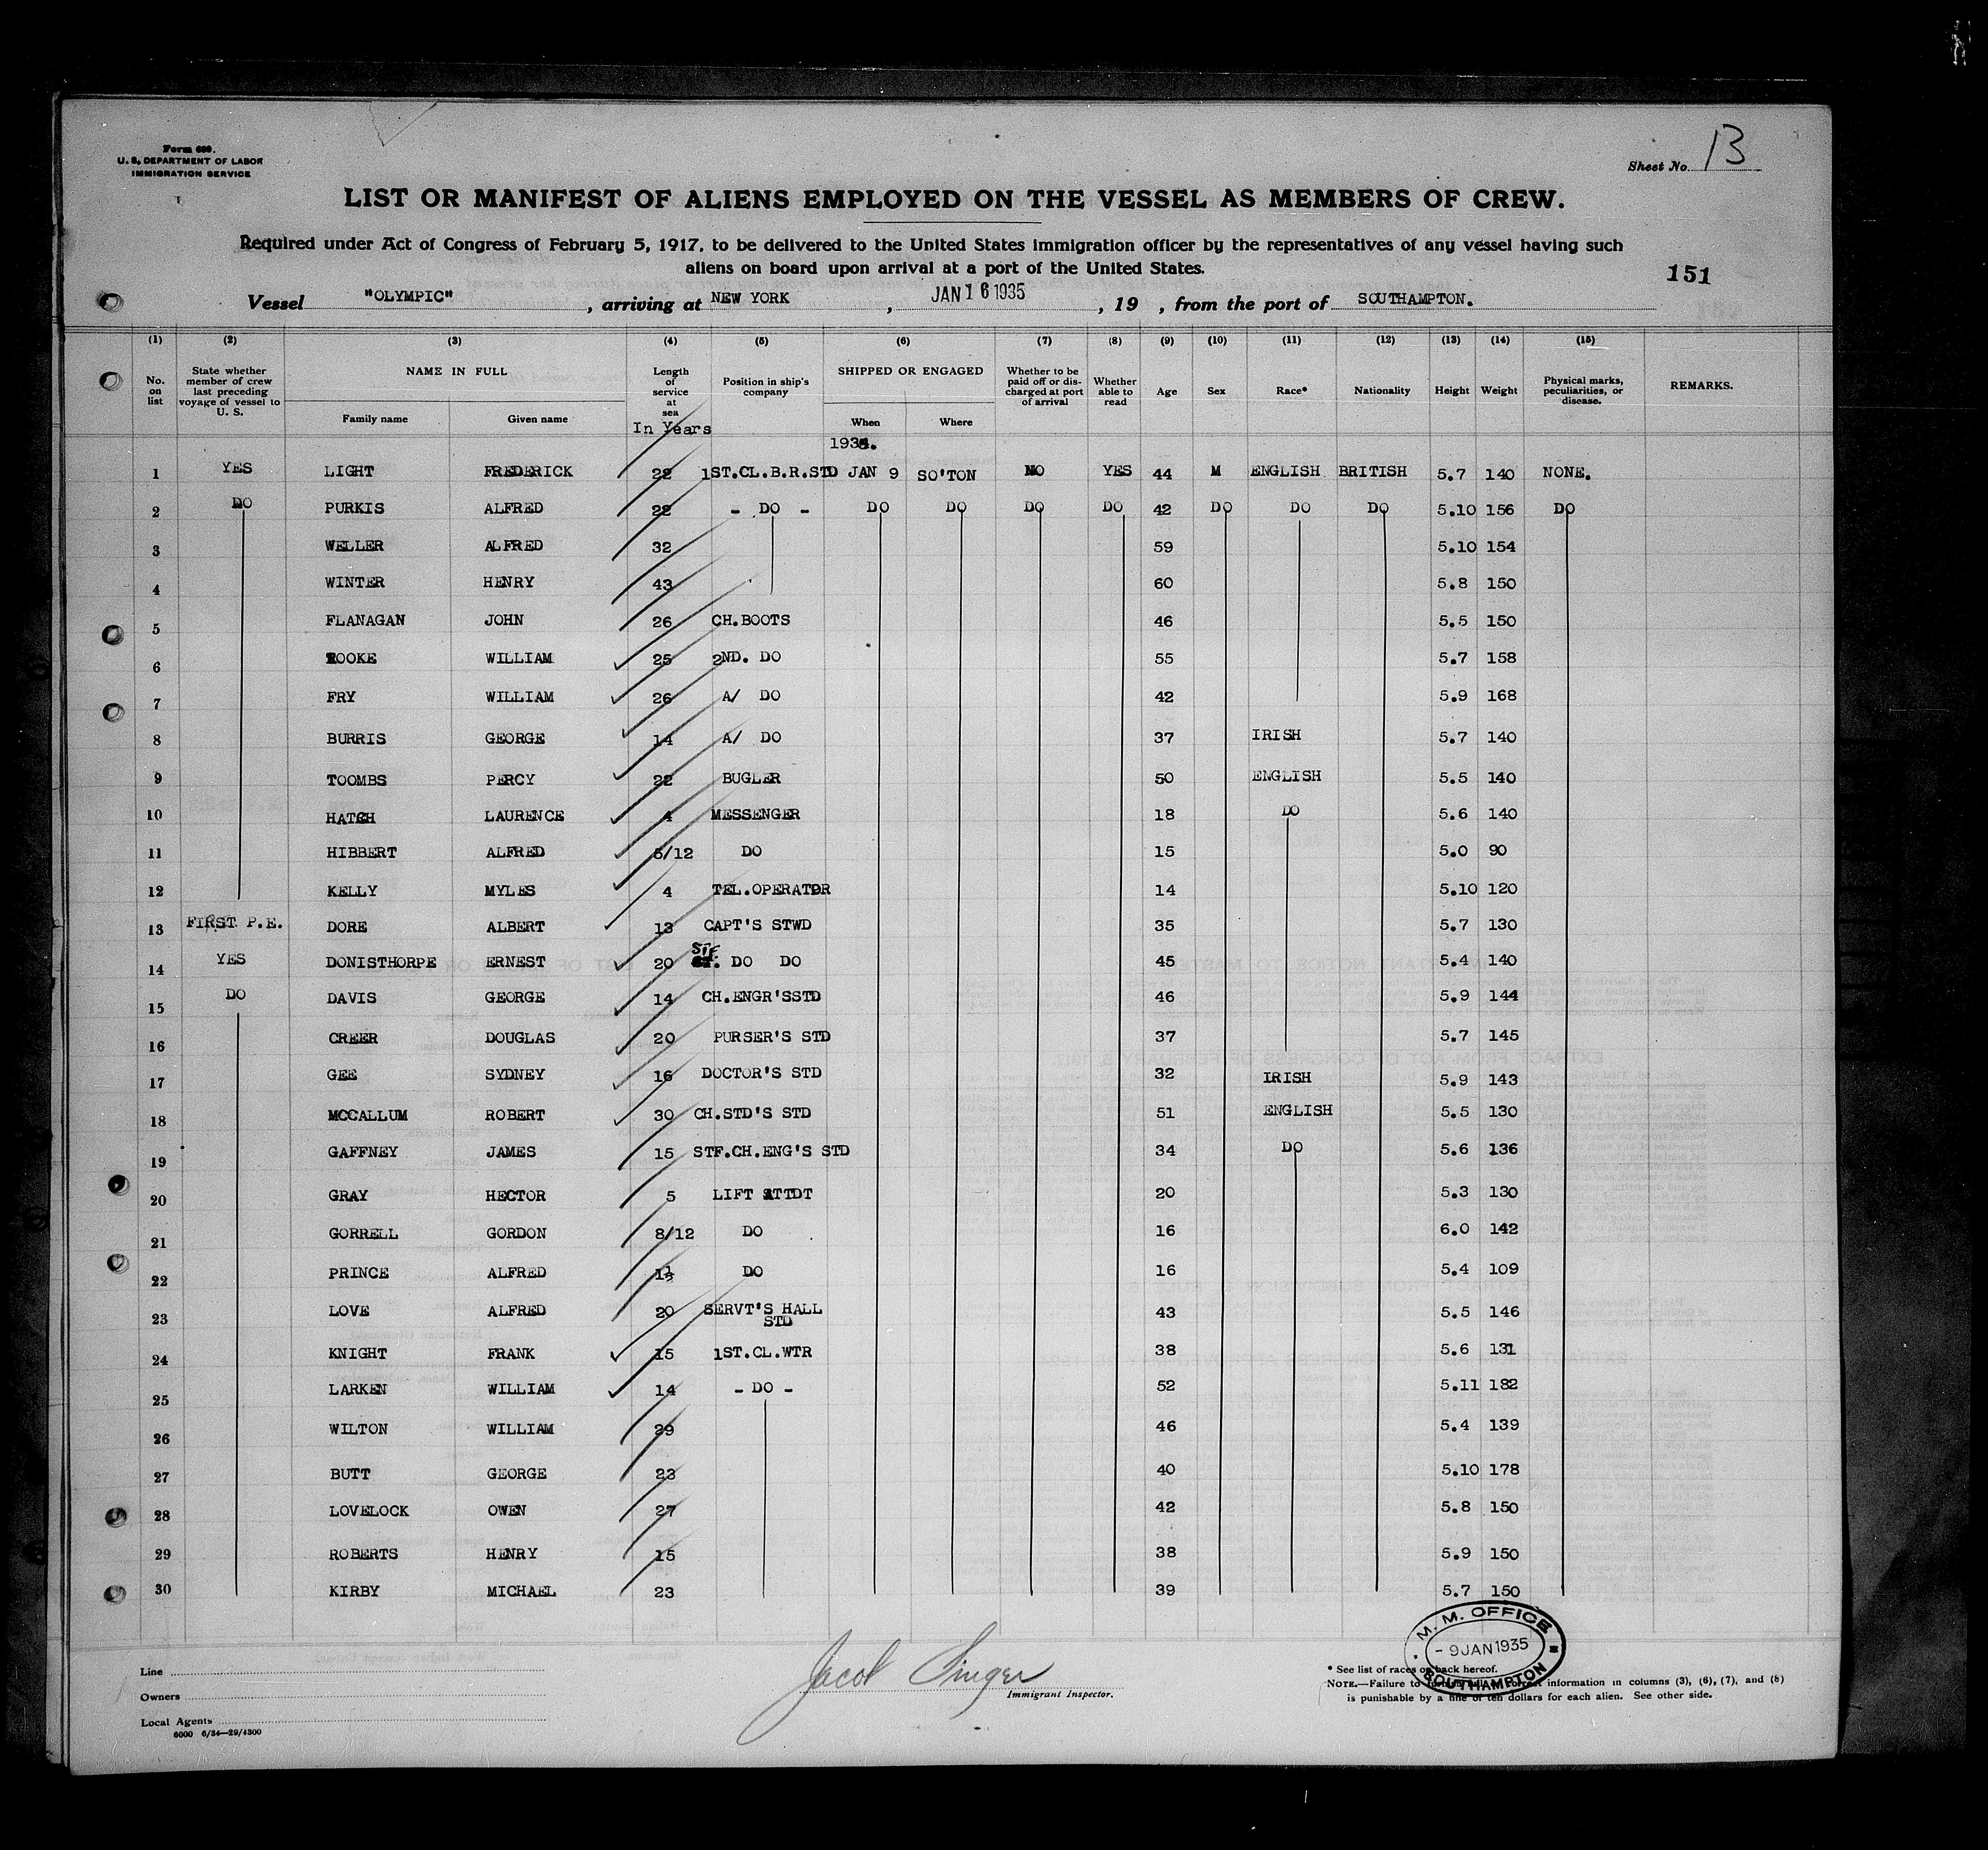 Form 689.
U. S. DEPARTMENT OF LABOR
IMMIGRATION SERVICE
Sheet No. 13
LIST OR MANIFEST OF ALIENS EMPLOYED ON THE VESSEL AS MEMBERS OF CREW.
Required under Act of Congress of February 5, 1917, to be delivered to the United States immigration officer by the representatives of any vessel having such
aliens on board upon arrival at a port of the United States.
151
Vessel "OLYMPIC" , arriving at NEW YORK , JAN 16 1935 , 19 , from the port of SOUTHAMPTON.
(1) (2) (3) (4) (5) (6) (7) (8) (9) (10) (11) (12) (13) (14) (15)
No. on list State whether member of crew last preceding voyage of vessel to U. S. NAME IN FULL Family name Given name Length of service at sea In Years Position in ship's company SHIPPED OR ENGAGED When Where Whether to be paid off or discharged at port of arrival Whether able to read Age Sex Race* Nationality Height Weight Physical marks, peculiarities, or disease. REMARKS.
1935.
1 YES LIGHT FREDERICK 22 1ST.CL.B.R.STD JAN 9 SO'TON NO YES 44 M ENGLISH BRITISH 5.7 140 NONE.
2 DO PURKIS ALFRED 22 - DO - DO DO DO DO 42 DO DO DO 5.10 156 DO
3 WELLER ALFRED 32 59 5.10 154
4 WINTER HENRY 43 60 5.8 150
5 FLANAGAN JOHN 26 CH.BOOTS 46 5.5 150
6 ROOKE WILLIAM 25 2ND. DO 55 5.7 158
7 FRY WILLIAM 26 A/ DO 42 5.9 168
8 BURRIS GEORGE 14 A/ DO 37 IRISH 5.7 140
9 TOOMBS PERCY 22 BUGLER 50 ENGLISH 5.5 140
10 HATCH LAURENCE 4 MESSENGER 18 DO 5.6 140
11 HIBBERT ALFRED 5/12 DO 15 5.0 90
12 KELLY MYLES 4 TEL.OPERATOR 14 5.10 120
13 FIRST P.E. DORE ALBERT 13 CAPT'S STWD 35 5.7 130
14 YES DONISTHORPE ERNEST 20 STF. DO DO 45 5.4 140
15 DO DAVIS GEORGE 14 CH.ENGR'SSTD 46 5.9 144
16 CREER DOUGLAS 20 PURSER'S STD 37 5.7 145
17 GEE SYDNEY 16 DOCTOR'S STD 32 IRISH 5.9 143
18 MCCALLUM ROBERT 30 CH.STD'S STD 51 ENGLISH 5.5 130
19 GAFFNEY JAMES 15 STF.CH.ENG'S STD 34 DO 5.6 136
20 GRAY HECTOR 5 LIFT ATTDT 20 5.3 130
21 GORRELL GORDON 8/12 DO 16 6.0 142
22 PRINCE ALFRED 1½ DO 16 5.4 109
23 LOVE ALFRED 20 SERVT'S HALL STD 43 5.5 146
24 KNIGHT FRANK 15 1ST.CL.WTR 38 5.6 131
25 LARKEN WILLIAM 14 - DO - 52 5.11 182
26 WILTON WILLIAM 29 46 5.4 139
27 BUTT GEORGE 23 40 5.10 178
28 LOVELOCK OWEN 27 42 5.8 150
29 ROBERTS HENRY 15 38 5.9 150
30 KIRBY MICHAEL 23 39 5.7 150
M. M. OFFICE
- 9 JAN 1935
SOUTHAMPTON
Line
Owners
Local Agents
6000 6/34—29/4300
Jacob Singer
Immigrant Inspector.
* See list of races on back hereof.
NOTE.—Failure to furnish full or correct information in columns (3), (6), (7), and (8)
is punishable by a fine of ten dollars for each alien. See other side.